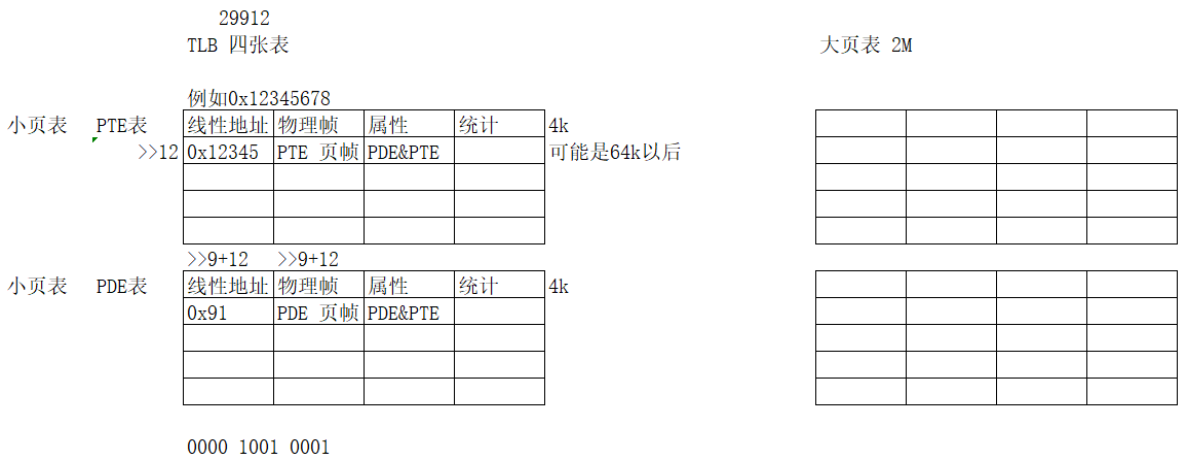 29912
TLB 四张表
大页表 2M
例如0x12345678
小页表 PTE表 线性地址 物理帧 属性 统计 4k
>>12 0x12345 PTE 页帧 PDE&PTE 可能是64k以后
>>9+12 >>9+12
小页表 PDE表 线性地址 物理帧 属性 统计 4k
0x91 PDE 页帧 PDE&PTE
0000 1001 0001